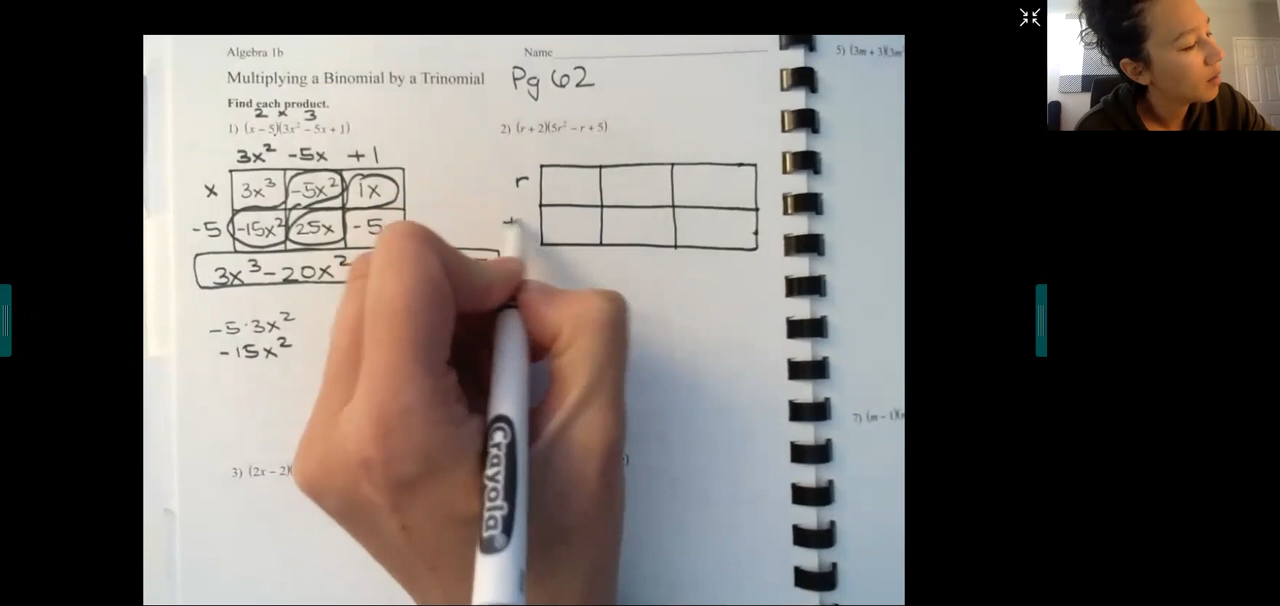 Algebra 1b
Name
Multiplying a Binomial by a Trinomial
Pg 62
Find each product.
2 × 3
1) (x − 5)(3x² − 5x + 1)
3x² -5x +1
x 3x³ -5x² 1x
-5 -15x² 25x -5
3x³ - 20x²
-5·3x²
-15x²
2) (r + 2)(5r² − r + 5)
r
+
3) (2x − 2)(
5) (3m + 3)(3m
7) (m − 1)(
Crayola